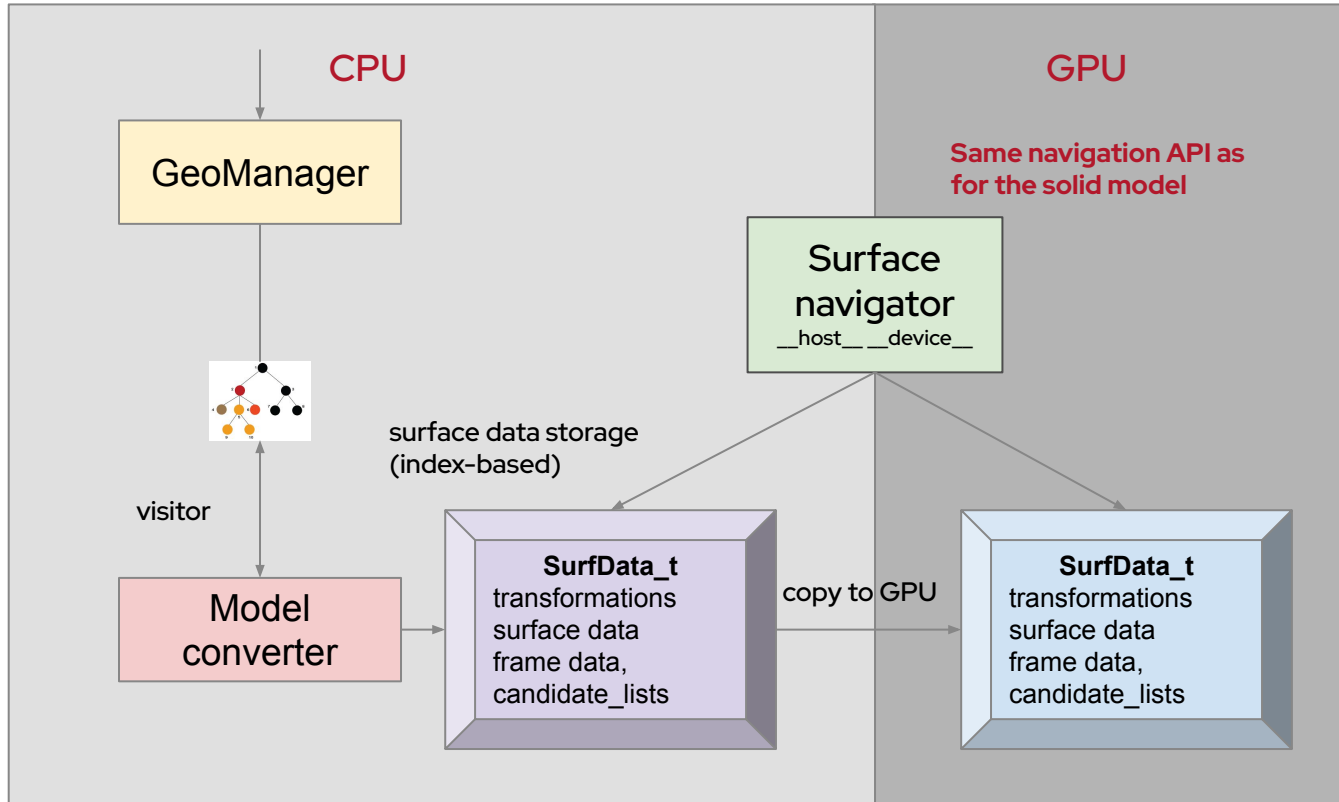 CPU
GPU
GeoManager
Same navigation API as
for the solid model
Surface
navigator
__host__ __device__
surface data storage
(index-based)
visitor
Model
converter
SurfData_t
transformations
surface data
frame data,
candidate_lists
copy to GPU
SurfData_t
transformations
surface data
frame data,
candidate_lists